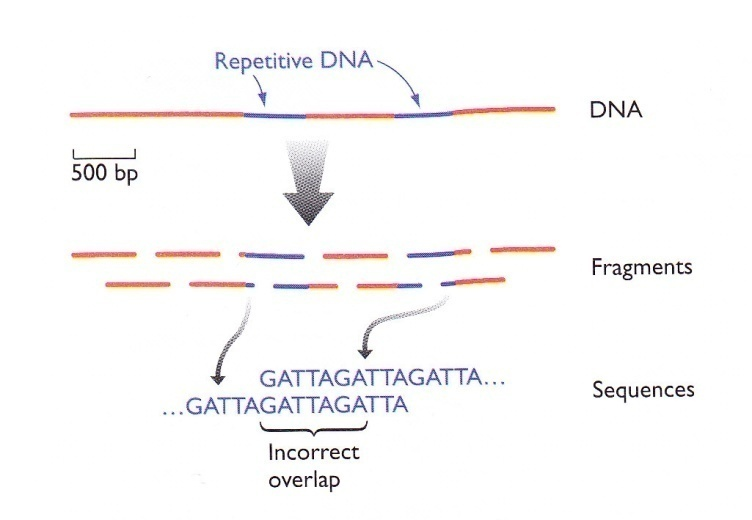 Repetitive DNA
DNA
500 bp
Fragments
GATTAGATTAGATTA...
Sequences
...GATTAGATTAGATTA
Incorrect
overlap